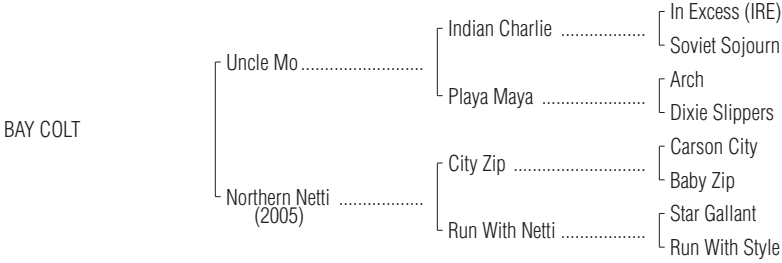 In Excess (IRE)
Indian Charlie ....................
Soviet Sojourn
Uncle Mo .........................
Arch
Playa Maya ......................
Dixie Slippers
BAY COLT
Carson City
City Zip ...........................
Baby Zip
Northern Netti .................
(2005)
Star Gallant
Run With Netti .................
Run With Style